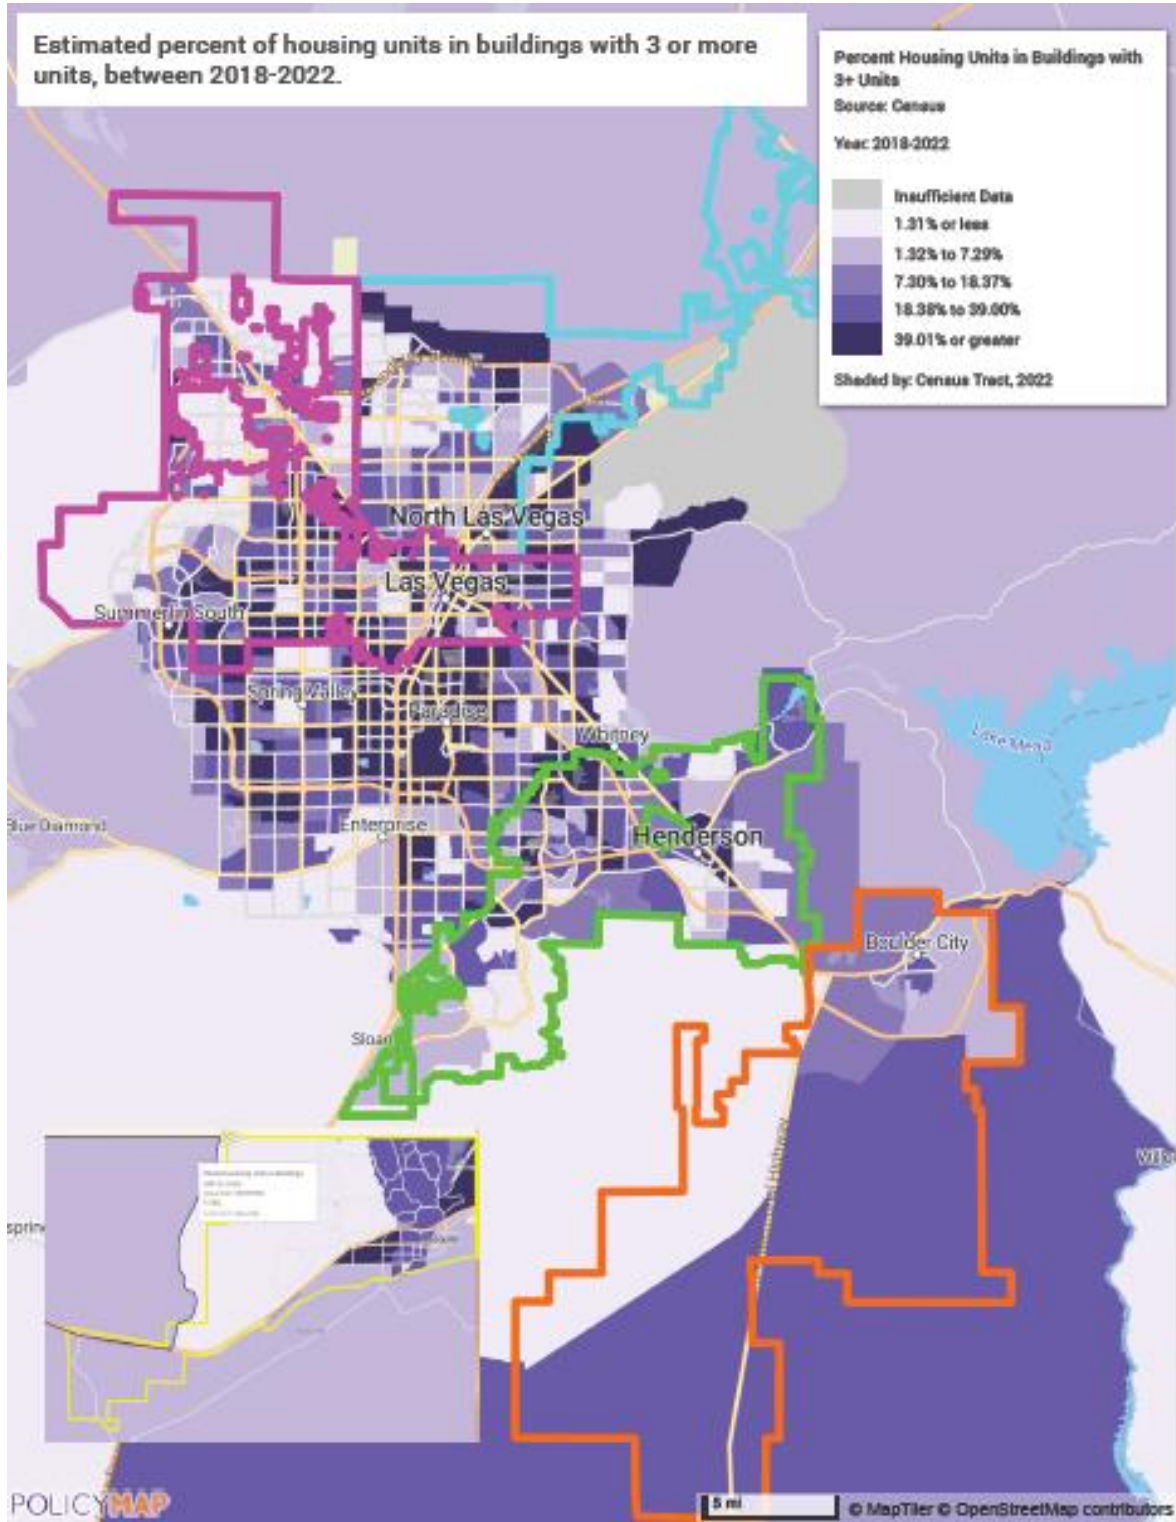 Estimated percent of housing units in buildings with 3 or more
units, between 2018-2022.
Percent Housing Units in Buildings with
3+ Units
Source: Census
Year: 2018-2022
Insufficient Data
1.31% or less
1.32% to 7.29%
7.30% to 18.37%
18.38% to 39.00%
39.01% or greater
Shaded by: Census Tract, 2022
North Las Vegas
Las Vegas
Summerlin South
Spring Valley
Paradise
Whitney
Lake Mead
Blue Diamond
Enterprise
Henderson
Boulder City
Sloan
POLICYMAP
5 mi
© MapTiler © OpenStreetMap contributors